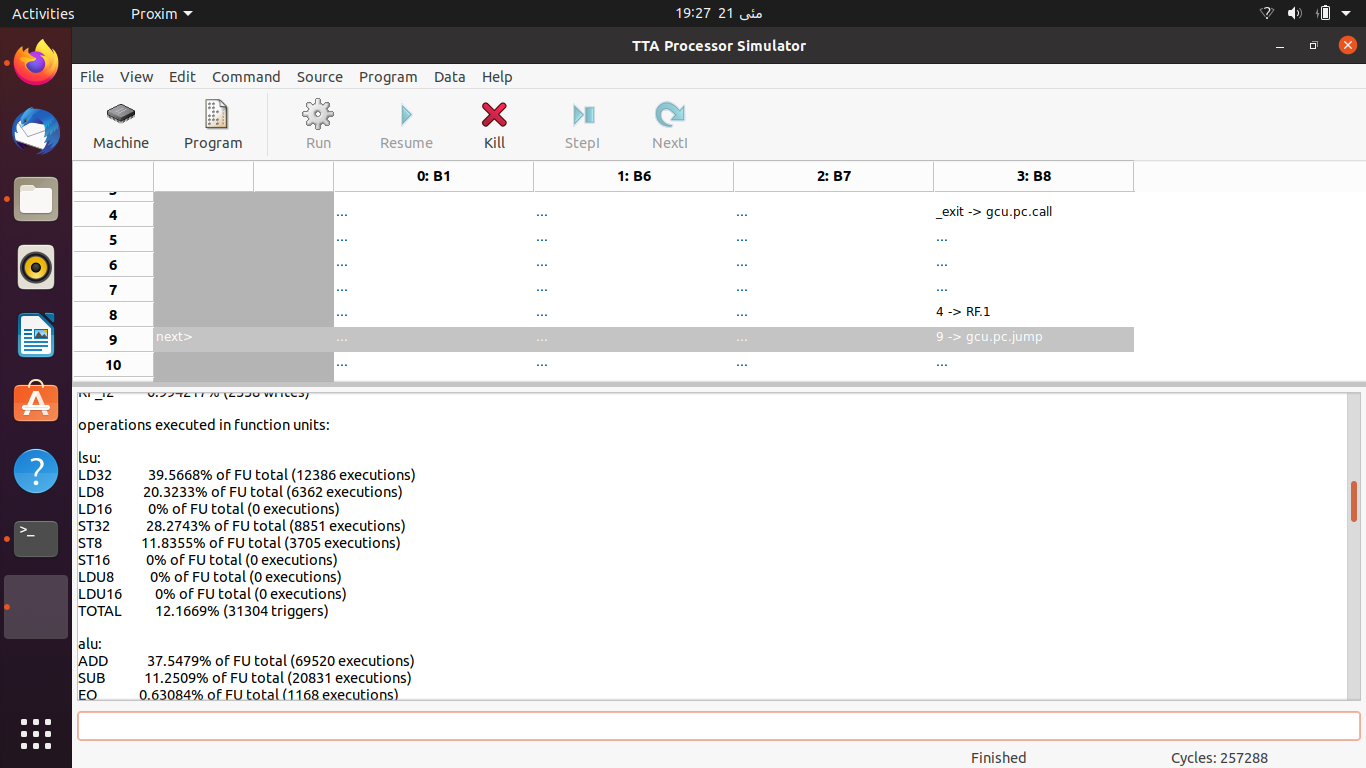 Activities Proxim 19:27 21 مئی
TTA Processor Simulator
File View Edit Command Source Program Data Help
Machine Program Run Resume Kill StepI NextI
0: B1 1: B6 2: B7 3: B8
4 ... ... ... _exit -> gcu.pc.call
5 ... ... ... ...
6 ... ... ... ...
7 ... ... ... ...
8 ... ... ... 4 -> RF.1
9 next> ... ... ... 9 -> gcu.pc.jump
10 ... ... ... ...
RF_i2 0.994217% (2558 writes)
operations executed in function units:
lsu:
LD32 39.5668% of FU total (12386 executions)
LD8 20.3233% of FU total (6362 executions)
LD16 0% of FU total (0 executions)
ST32 28.2743% of FU total (8851 executions)
ST8 11.8355% of FU total (3705 executions)
ST16 0% of FU total (0 executions)
LDU8 0% of FU total (0 executions)
LDU16 0% of FU total (0 executions)
TOTAL 12.1669% (31304 triggers)
alu:
ADD 37.5479% of FU total (69520 executions)
SUB 11.2509% of FU total (20831 executions)
EQ 0.63084% of FU total (1168 executions)
Finished Cycles: 257288